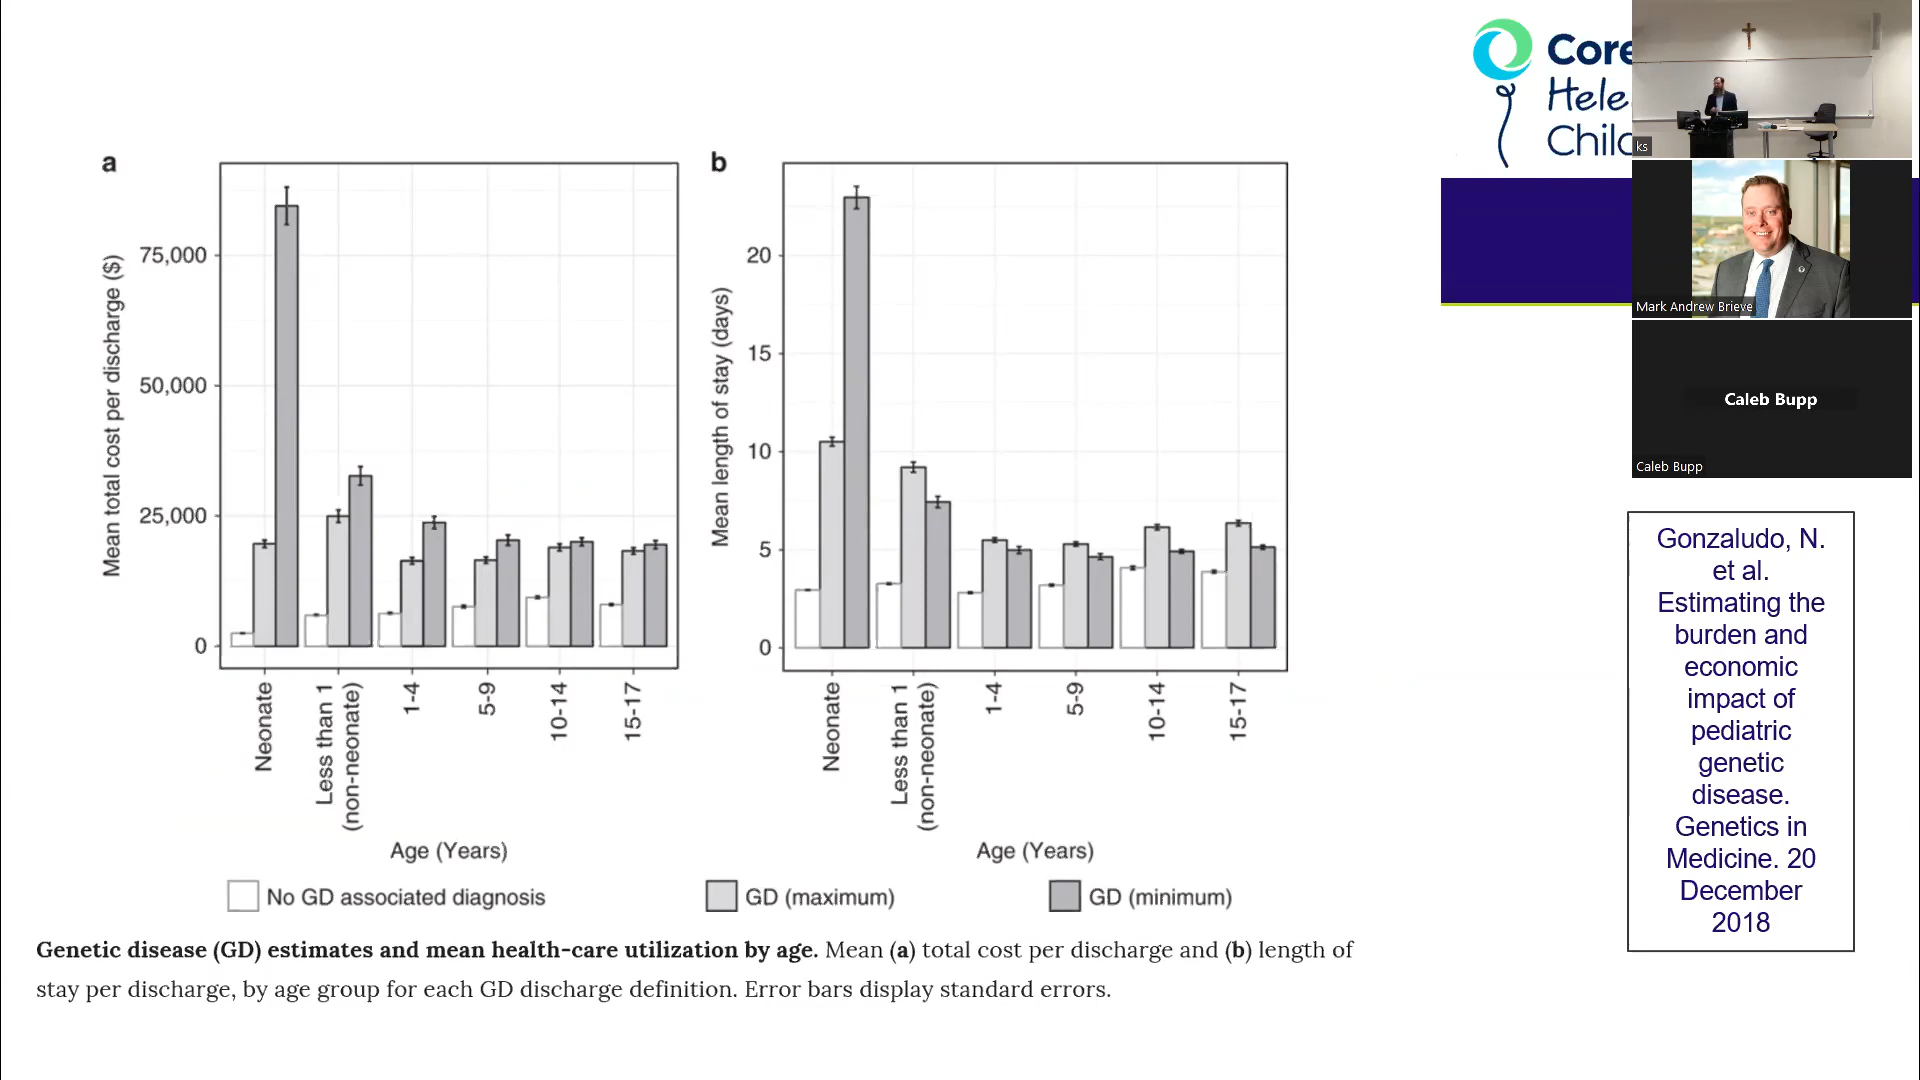 a
Mean total cost per discharge ($)
75,000
50,000
25,000
0
Neonate
Less than 1
(non-neonate)
1-4
5-9
10-14
15-17
Age (Years)
b
Mean length of stay (days)
20
15
10
5
0
Neonate
Less than 1
(non-neonate)
1-4
5-9
10-14
15-17
Age (Years)
No GD associated diagnosis
GD (maximum)
GD (minimum)
Genetic disease (GD) estimates and mean health-care utilization by age. Mean (a) total cost per discharge and (b) length of
stay per discharge, by age group for each GD discharge definition. Error bars display standard errors.
Core
Hele
Chilc
ks
Mark Andrew Brieve
Caleb Bupp
Caleb Bupp
Gonzaludo, N.
et al.
Estimating the
burden and
economic
impact of
pediatric
genetic
disease.
Genetics in
Medicine. 20
December
2018